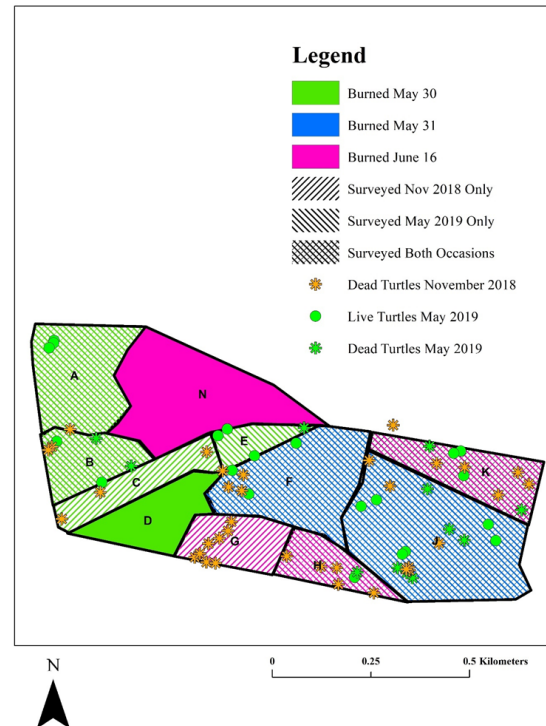 Legend
Burned May 30
Burned May 31
Burned June 16
Surveyed Nov 2018 Only
Surveyed May 2019 Only
Surveyed Both Occasions
Dead Turtles November 2018
Live Turtles May 2019
Dead Turtles May 2019
A
N
B
C
E
D
F
K
G
H
J
N
0
0.25
0.5 Kilometers